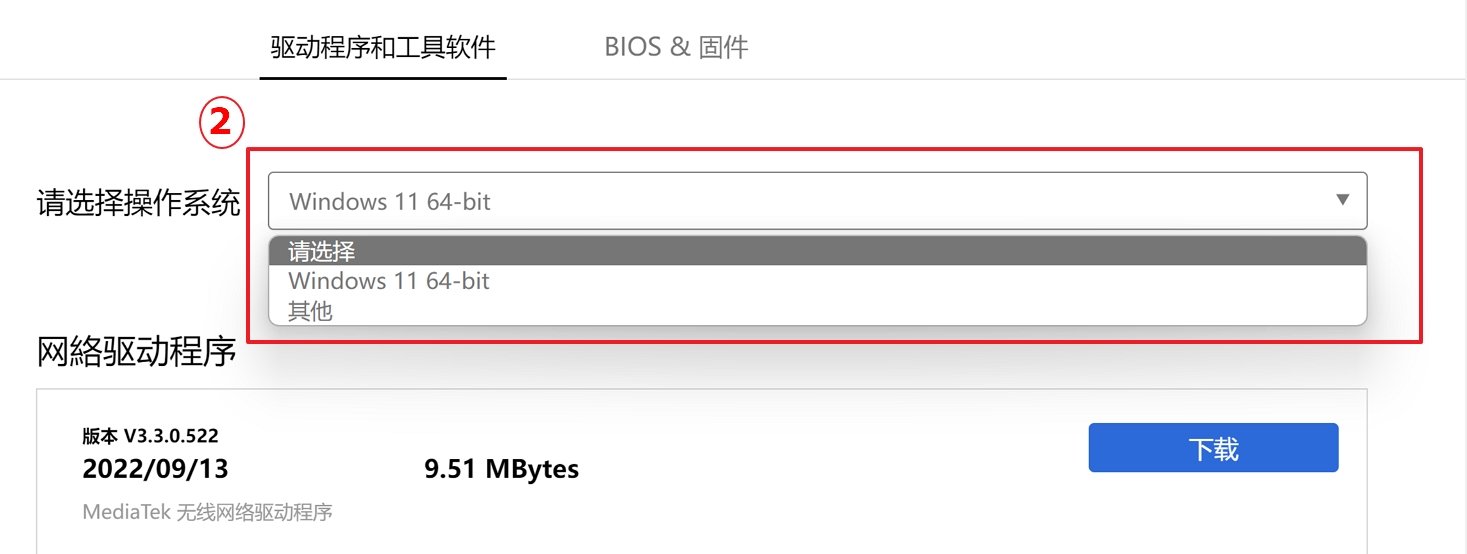 驱动程序和工具软件
BIOS & 固件
2
请选择操作系统
Windows 11 64-bit
请选择
Windows 11 64-bit
其他
网絡驱动程序
版本 V3.3.0.522
2022/09/13
9.51 MBytes
下载
MediaTek 无线网络驱动程序